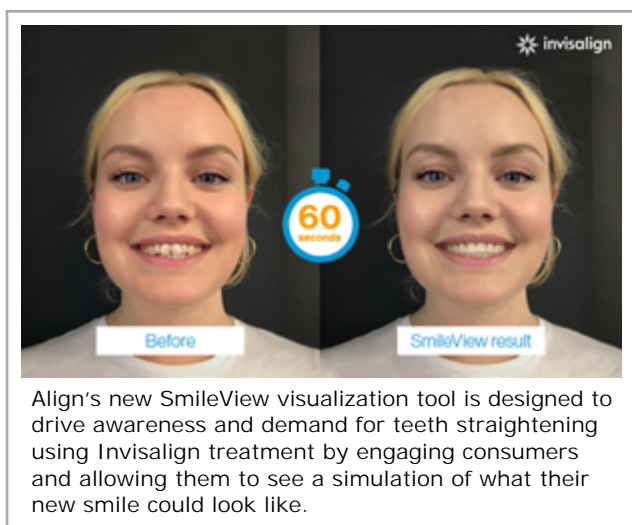 invisalign
60
seconds
Before
SmileView result
Align's new SmileView visualization tool is designed to
drive awareness and demand for teeth straightening
using Invisalign treatment by engaging consumers
and allowing them to see a simulation of what their
new smile could look like.